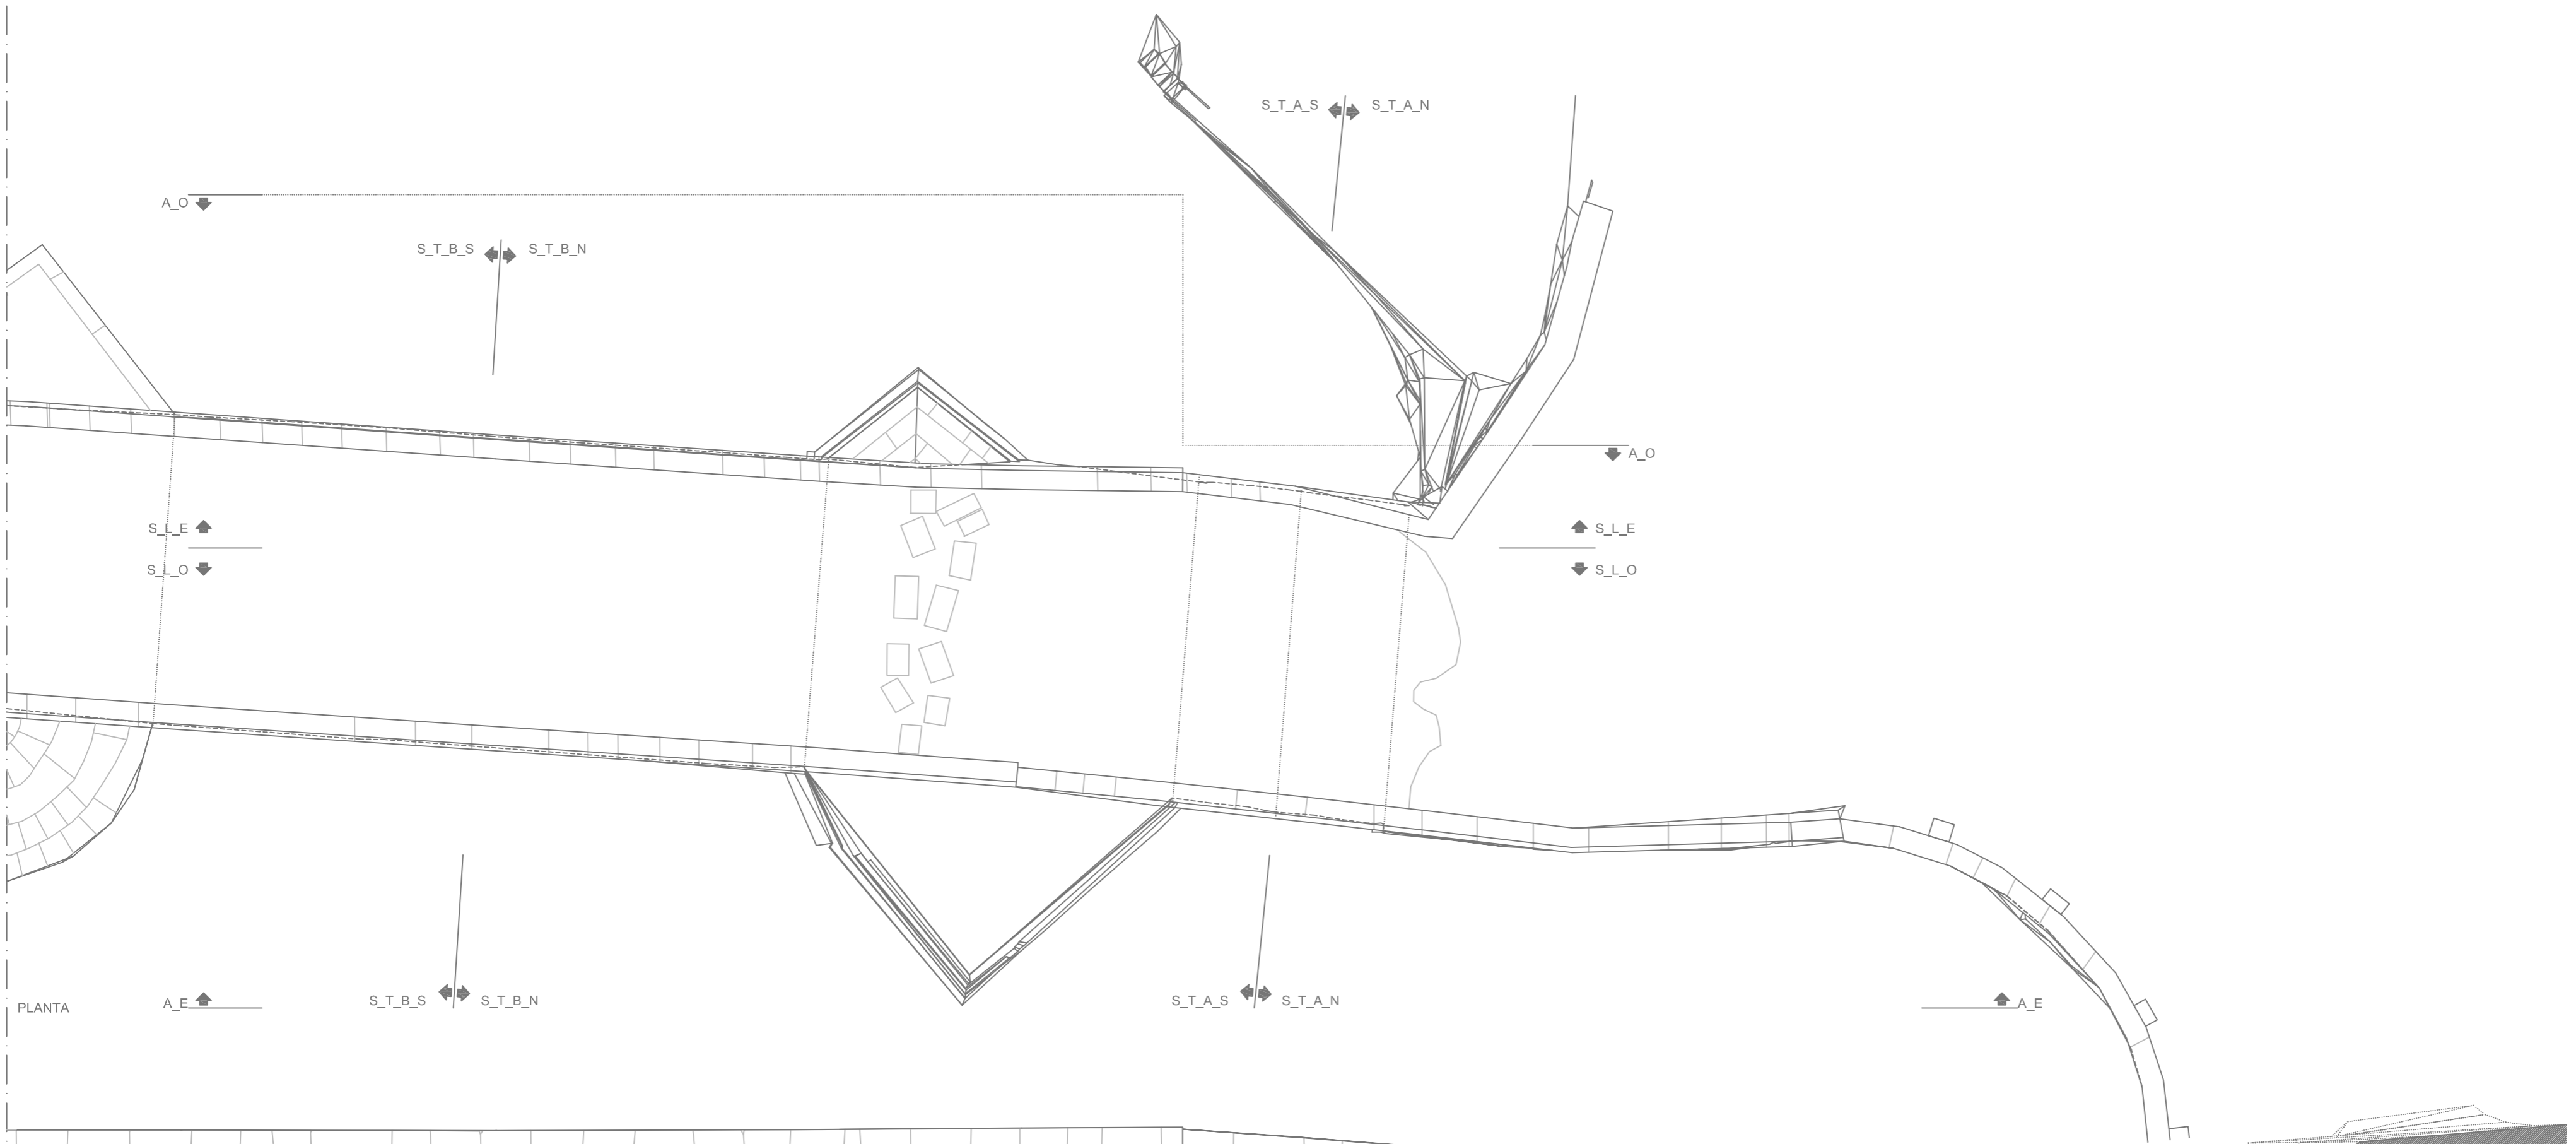 S_T_A_S S_T_A_N
A_O
S_T_B_S S_T_B_N
A_O
S_L_E S_L_E
S_L_O S_L_O
PLANTA A_E S_T_B_S S_T_B_N S_T_A_S S_T_A_N A_E